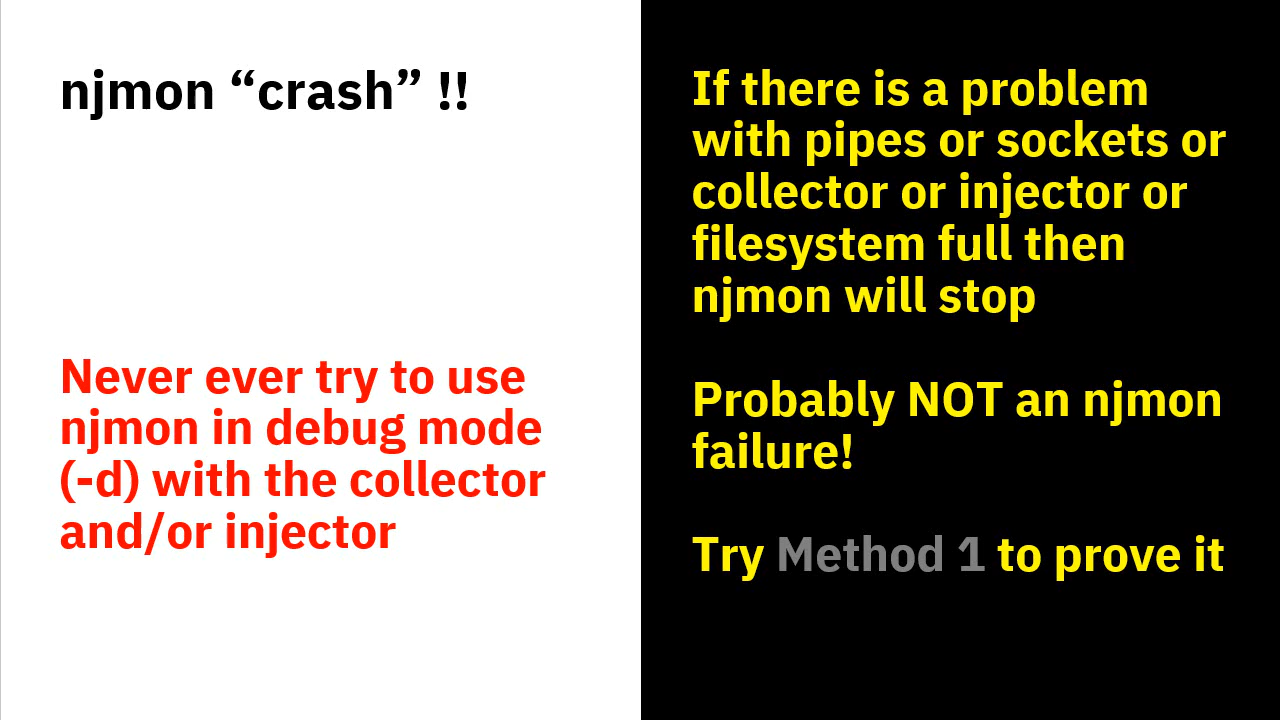 njmon “crash” !!
Never ever try to use
njmon in debug mode
(-d) with the collector
and/or injector
If there is a problem
with pipes or sockets or
collector or injector or
filesystem full then
njmon will stop
Probably NOT an njmon
failure!
Try Method 1 to prove it